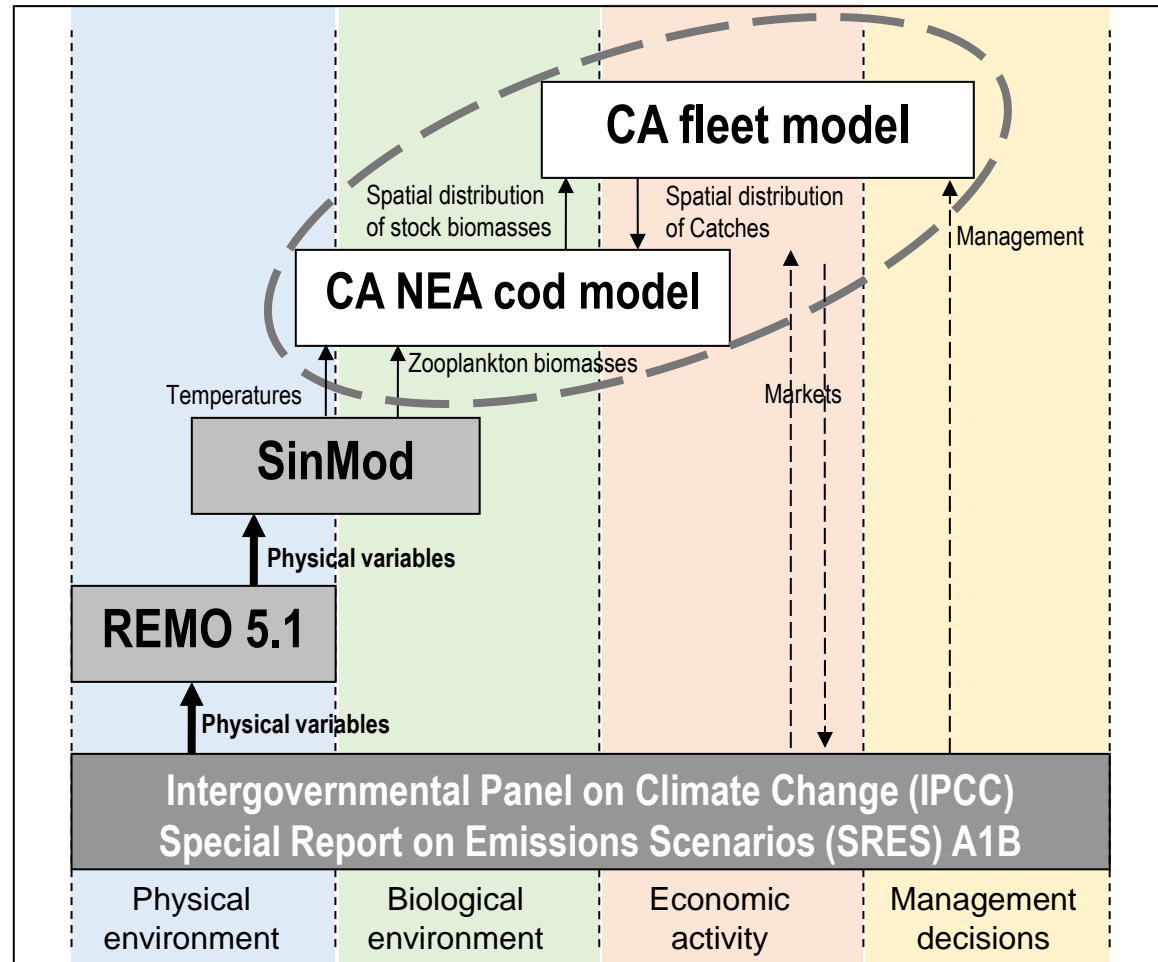 CA fleet model
Spatial distribution
of stock biomasses
Spatial distribution
of Catches
Management
CA NEA cod model
Zooplankton biomasses
Temperatures
Markets
SinMod
Physical variables
REMO 5.1
Physical variables
Intergovernmental Panel on Climate Change (IPCC)
Special Report on Emissions Scenarios (SRES) A1B
Physical
environment
Biological
environment
Economic
activity
Management
decisions